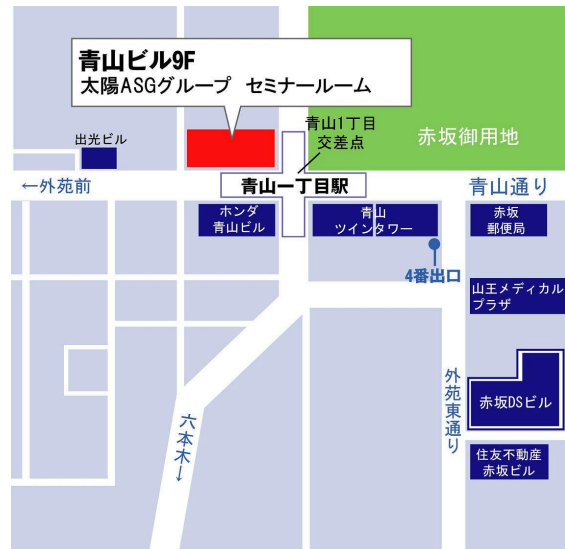 青山ビル9F
太陽ASGグループ　セミナールーム
出光ビル
青山1丁目
交差点
赤坂御用地
←外苑前
青山一丁目駅
青山通り
ホンダ
青山ビル
青山
ツインタワー
赤坂
郵便局
4番出口
山王メディカル
プラザ
外苑東通り
赤坂DSビル
六本木→
住友不動産
赤坂ビル